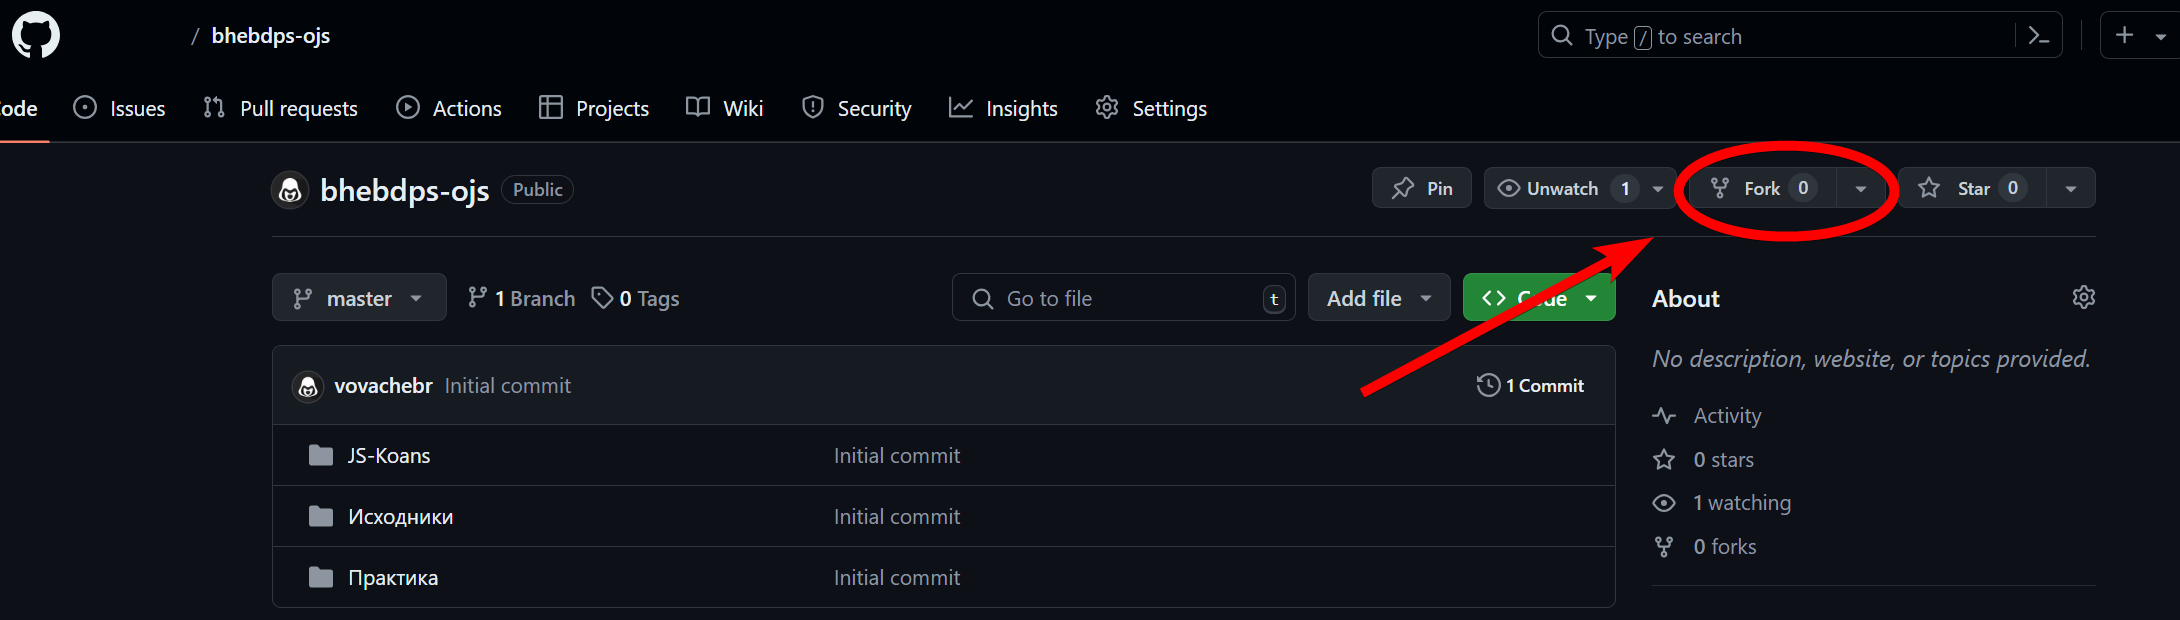 / bhebdps-ojs Type / to search
ode Issues Pull requests Actions Projects Wiki Security Insights Settings
bhebdps-ojs Public Pin Unwatch 1 Fork 0 Star 0
master 1 Branch 0 Tags Go to file t Add file Code About
No description, website, or topics provided.
vovachebr Initial commit 1 Commit
Activity
JS-Koans Initial commit
0 stars
1 watching
Исходники Initial commit
0 forks
Практика Initial commit